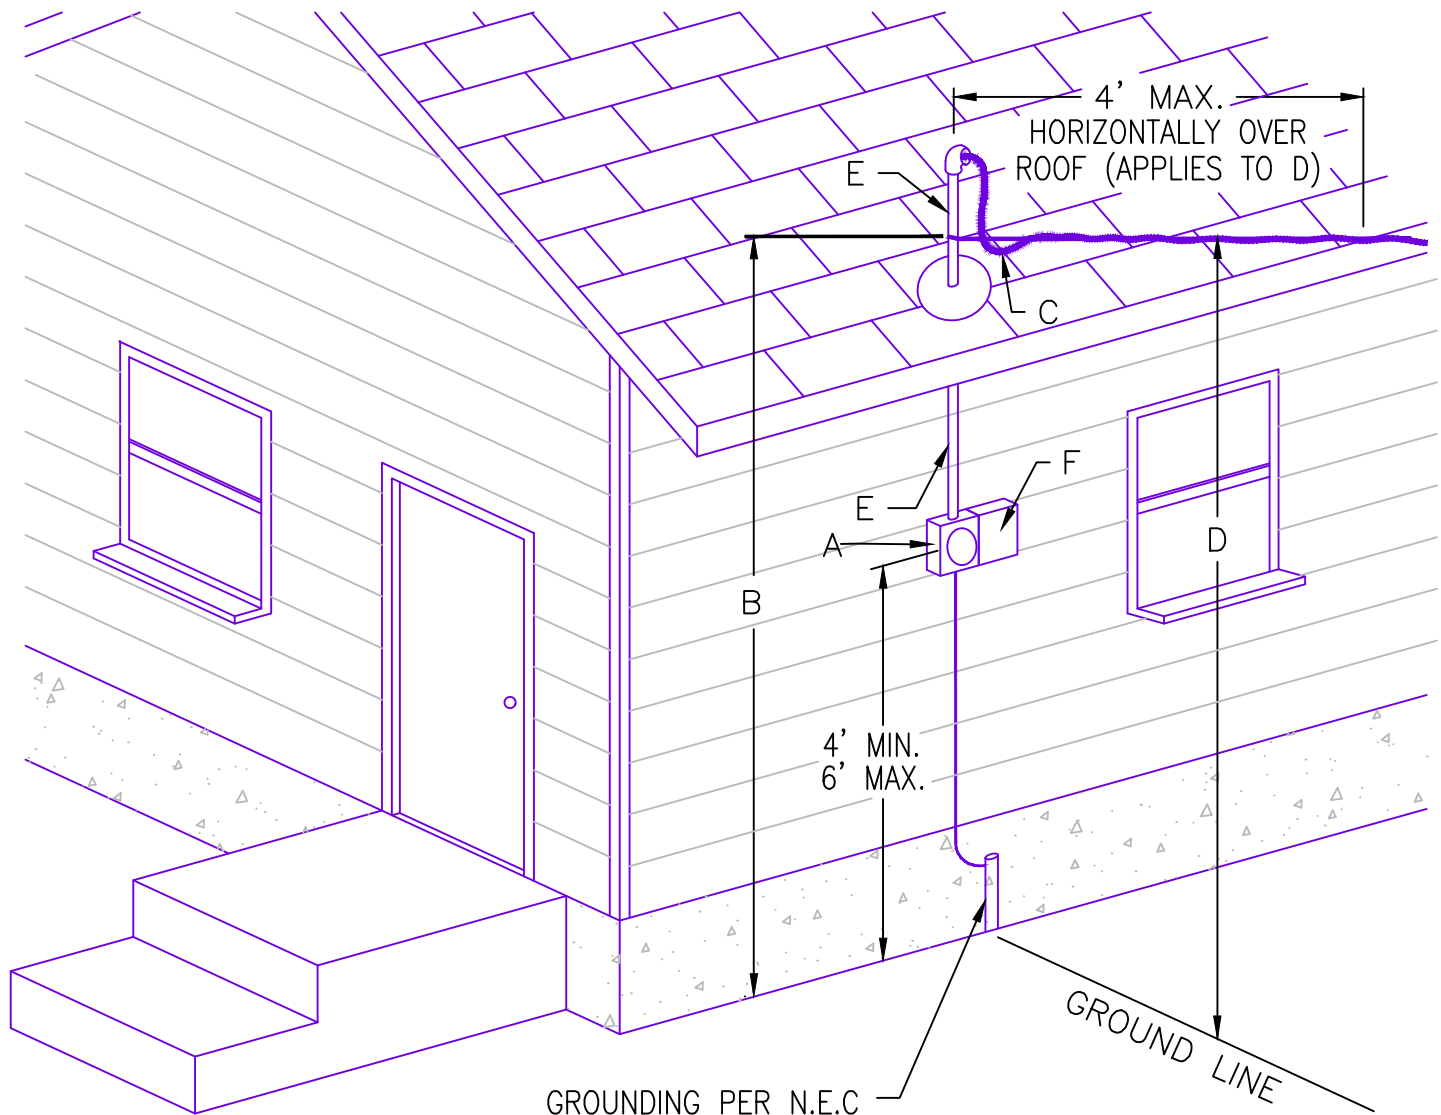 4' MAX.
HORIZONTALLY OVER
ROOF (APPLIES TO D)
E
C
F
E
A
D
B
4' MIN.
6' MAX.
GROUND LINE
GROUNDING PER N.E.C